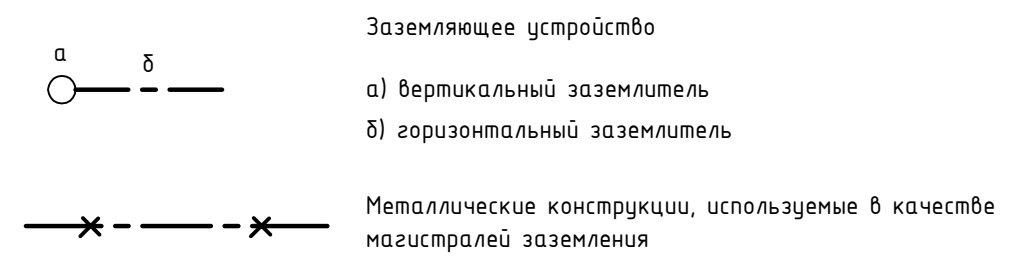 Заземляющее устройство
а
б
а) вертикальный заземлитель
б) горизонтальный заземлитель
Металлические конструкции, используемые в качестве
магистралей заземления